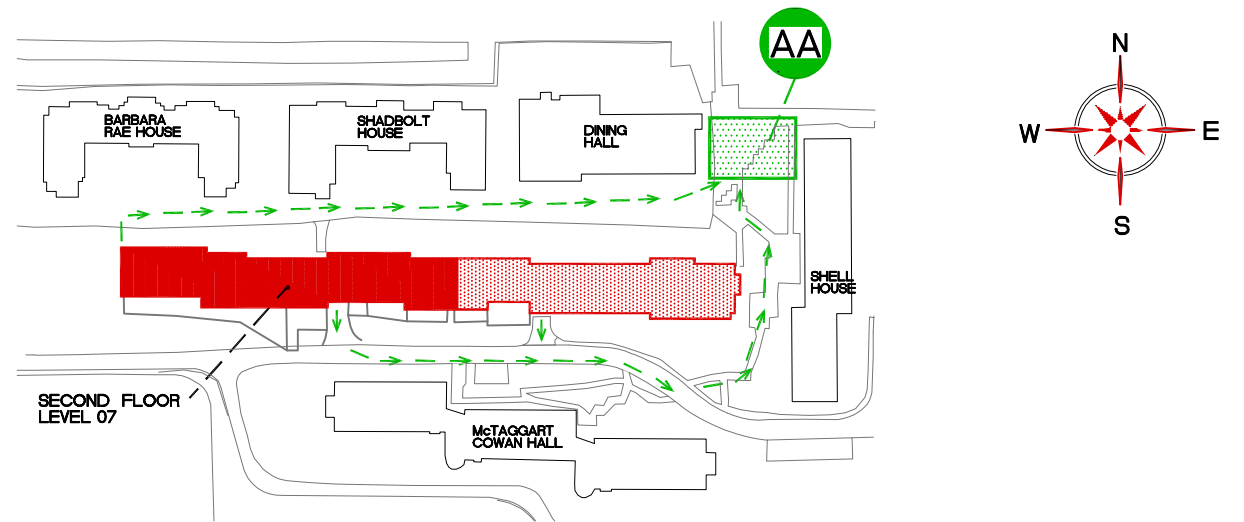 AA
N
BARBARA
RAE HOUSE
SHADBOLT
HOUSE
DINING
HALL
W
E
S
SHELL
HOUSE
SECOND FLOOR
LEVEL 07
McTAGGART
COWAN HALL